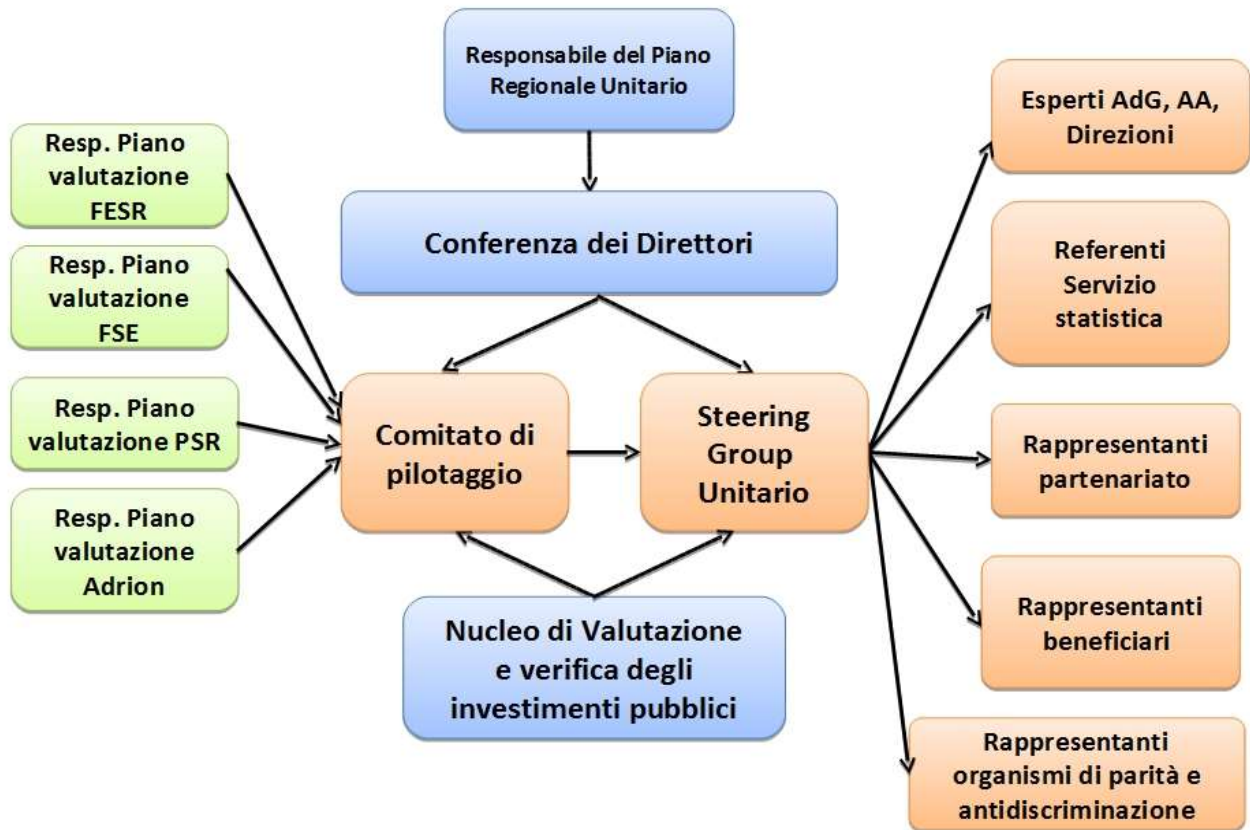 Responsabile del Piano
Regionale Unitario
Conferenza dei Direttori
Resp. Piano
valutazione
FESR
Resp. Piano
valutazione
FSE
Resp. Piano
valutazione PSR
Resp. Piano
valutazione
Adrion
Comitato di
pilotaggio
Steering
Group
Unitario
Nucleo di Valutazione
e verifica degli
investimenti pubblici
Esperti AdG, AA,
Direzioni
Referenti
Servizio
statistica
Rappresentanti
partenariato
Rappresentanti
beneficiari
Rappresentanti
organismi di parità e
antidiscriminazione